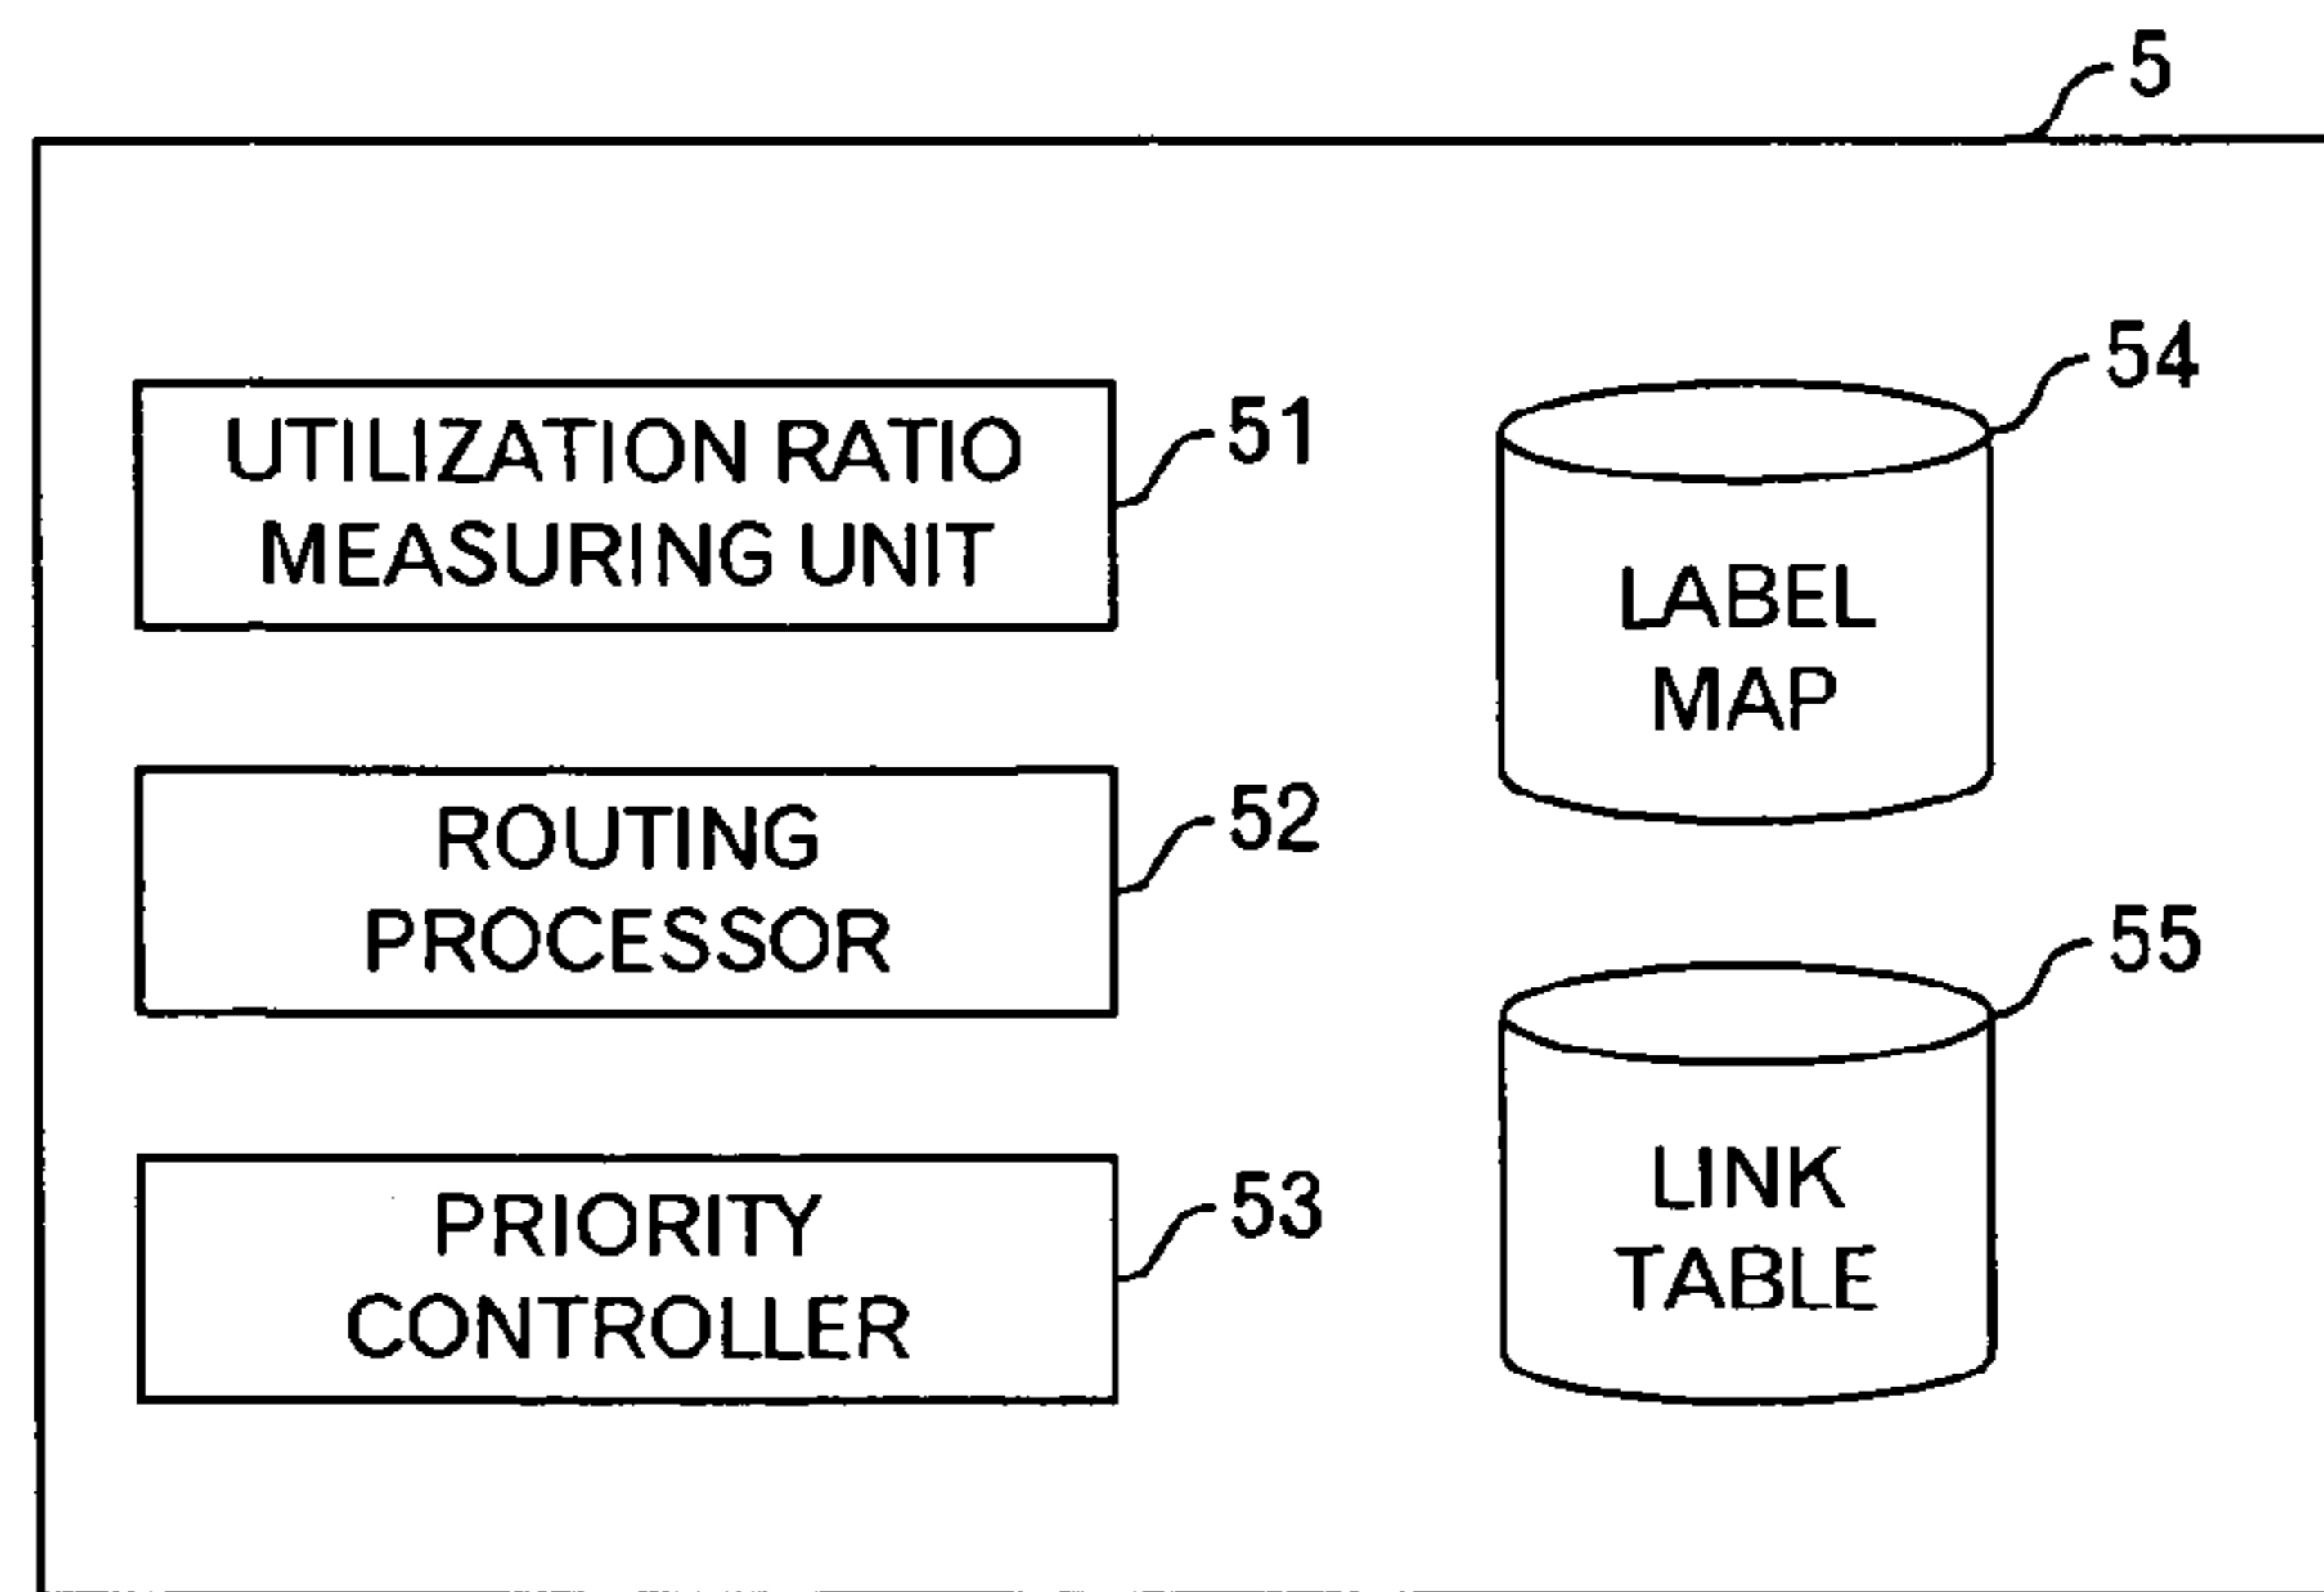 5
UTILIZATION RATIO
MEASURING UNIT
51
ROUTING
PROCESSOR
52
PRIORITY
CONTROLLER
53
54
LABEL
MAP
55
LINK
TABLE